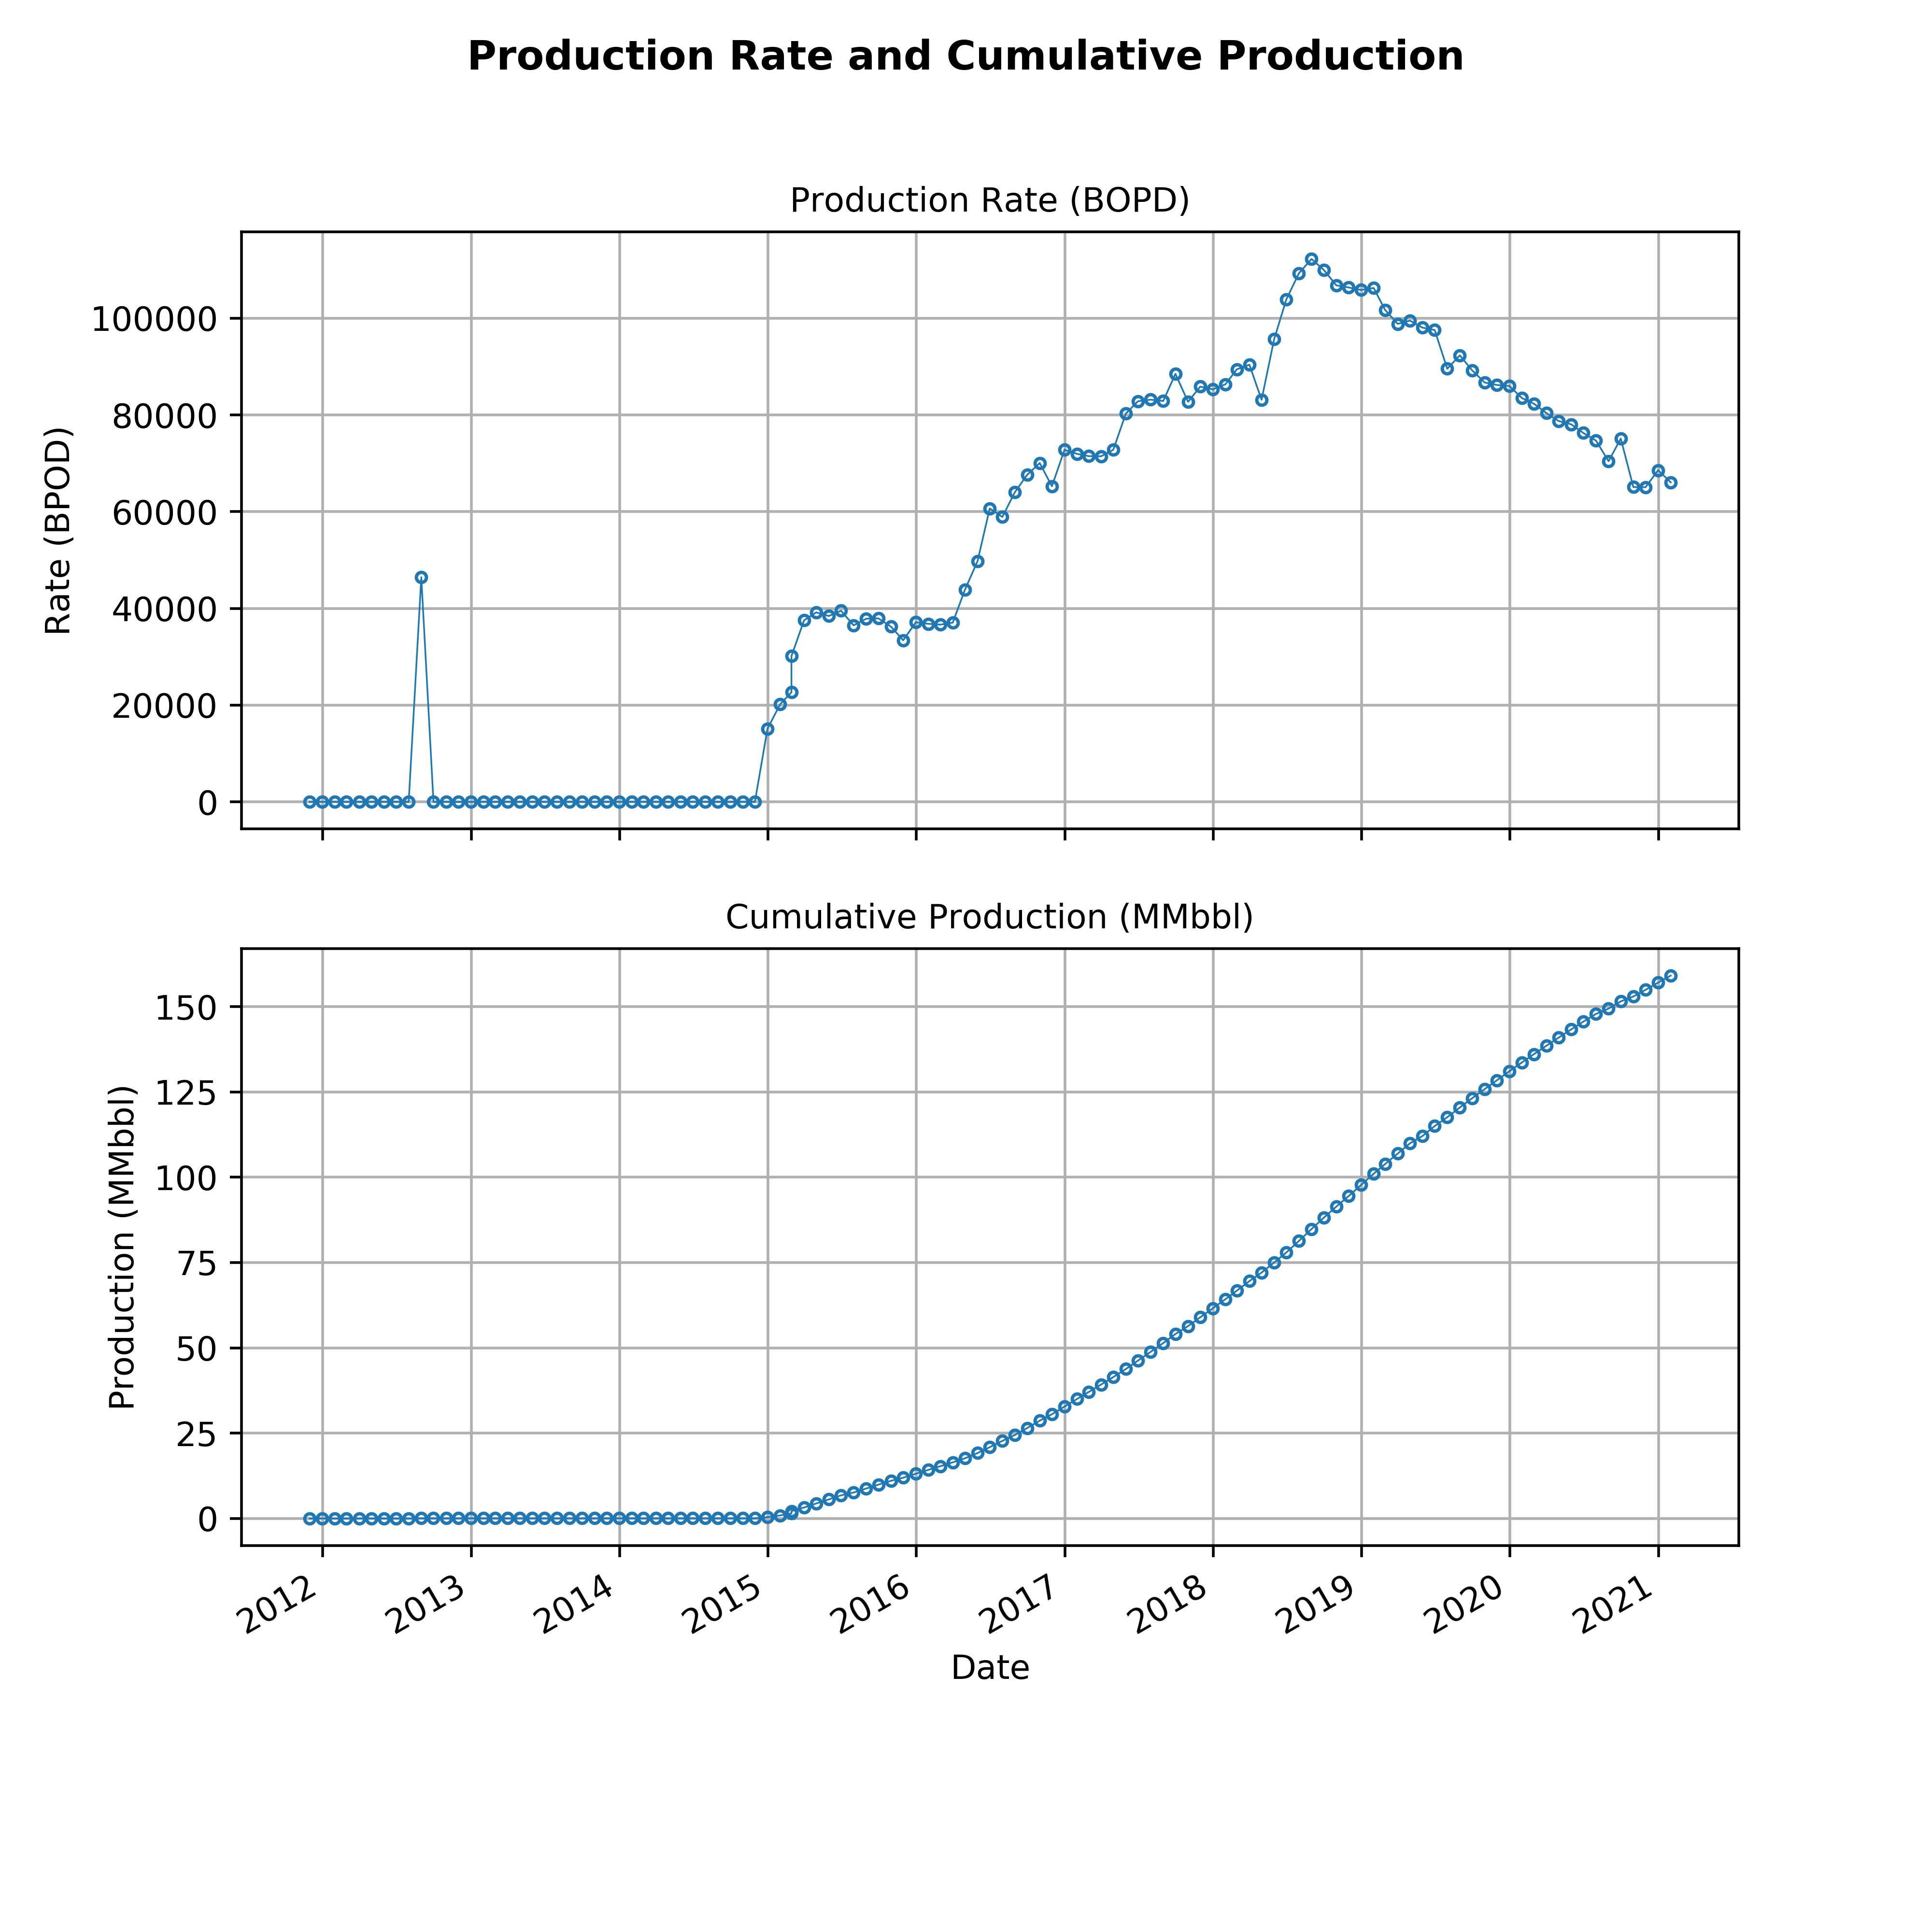 Production Rate and Cumulative Production
Production Rate (BOPD)
Rate (BPOD)
100000
80000
60000
40000
20000
0
Cumulative Production (MMbbl)
Production (MMbbl)
150
125
100
75
50
25
0
2012 2013 2014 2015 2016 2017 2018 2019 2020 2021
Date